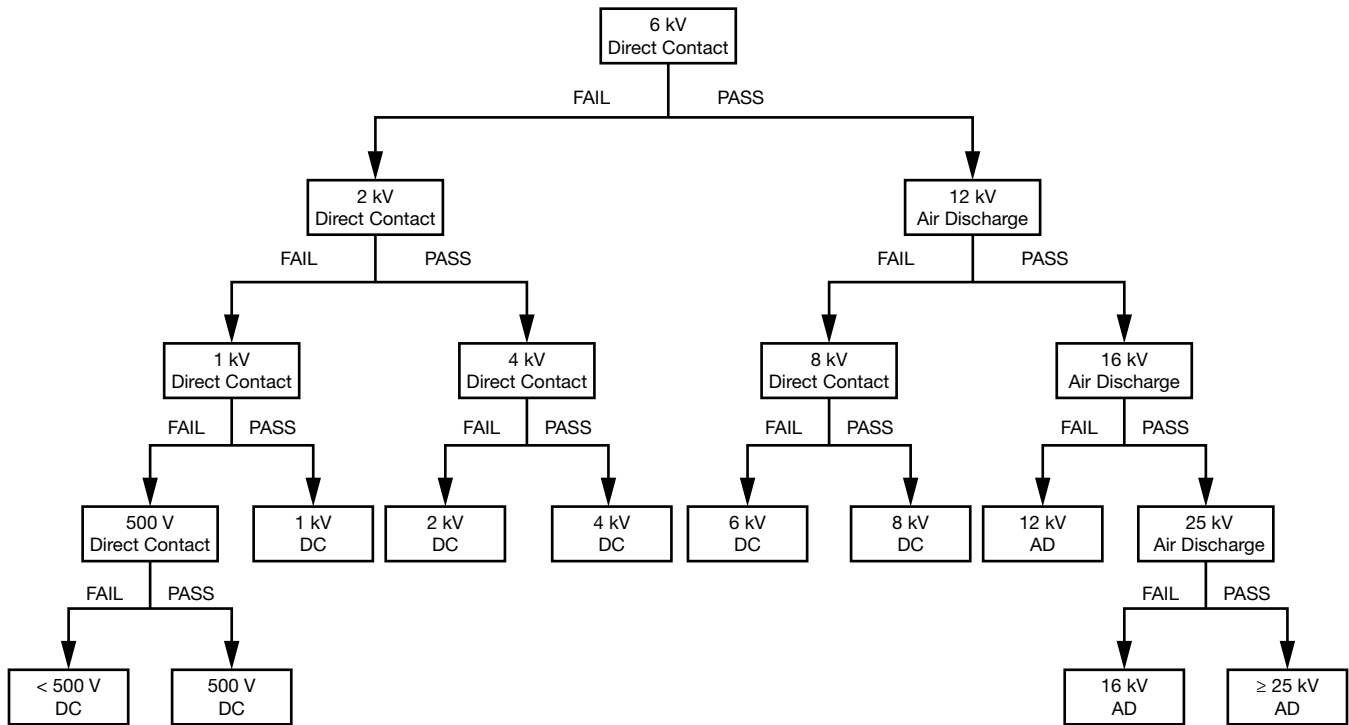 6 kV
Direct Contact
FAIL
PASS
2 kV
Direct Contact
12 kV
Air Discharge
FAIL
PASS
FAIL
PASS
1 kV
Direct Contact
4 kV
Direct Contact
8 kV
Direct Contact
16 kV
Air Discharge
FAIL
PASS
FAIL
PASS
FAIL
PASS
FAIL
PASS
500 V
Direct Contact
1 kV
DC
2 kV
DC
4 kV
DC
6 kV
DC
8 kV
DC
12 kV
AD
25 kV
Air Discharge
FAIL
PASS
FAIL
PASS
< 500 V
DC
500 V
DC
16 kV
AD
≥ 25 kV
AD